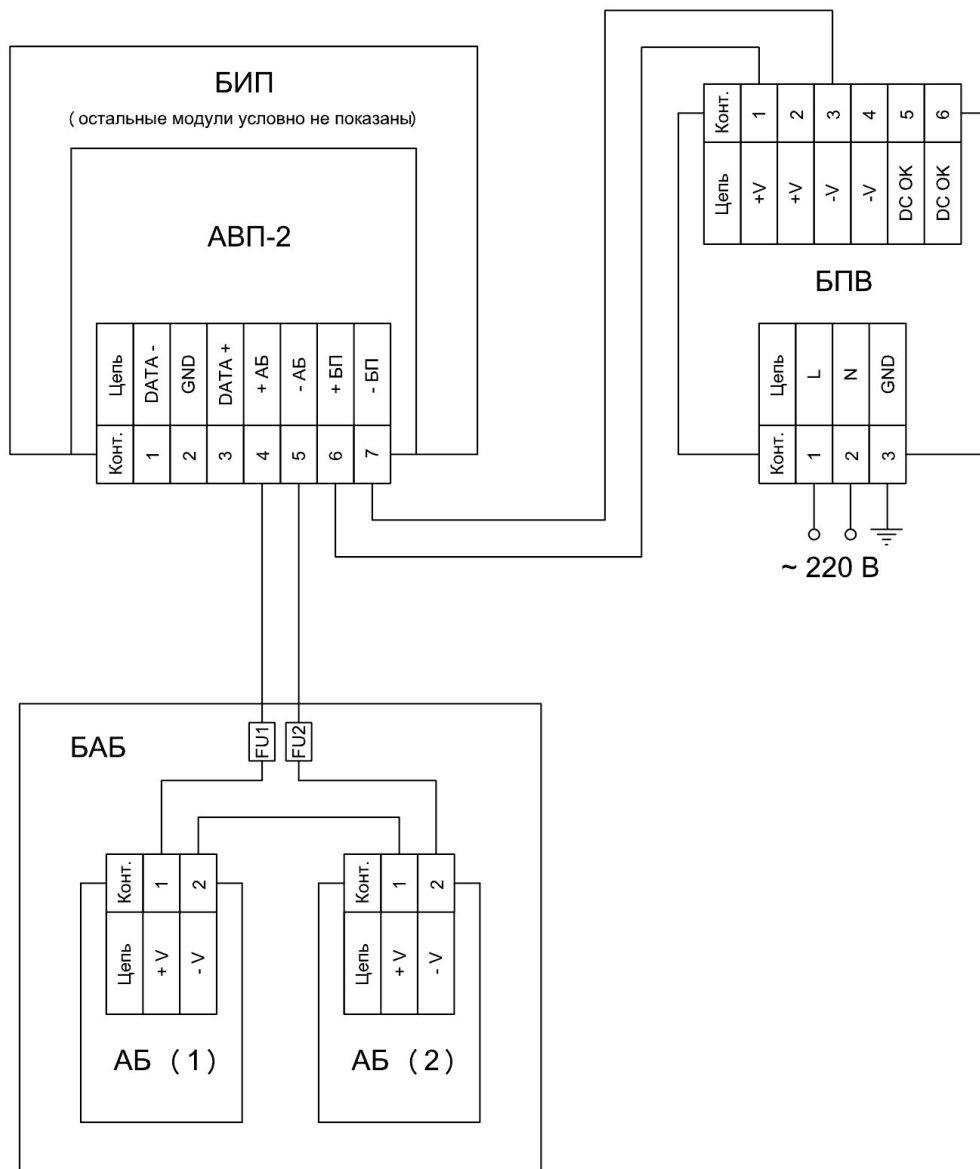 БИП
( остальные модули условно не показаны)
АВП-2
Цепь DATA - GND DATA + + АБ - АБ + БП - БП
Конт. 1 2 3 4 5 6 7
Конт. 1 2 3 4 5 6
Цепь +V +V -V -V DC OK DC OK
БПВ
Цепь L N GND
Конт. 1 2 3
~ 220 В
БАБ
FU1 FU2
Конт. 1 2
Цепь + V - V
АБ (1)
Конт. 1 2
Цепь + V - V
АБ (2)